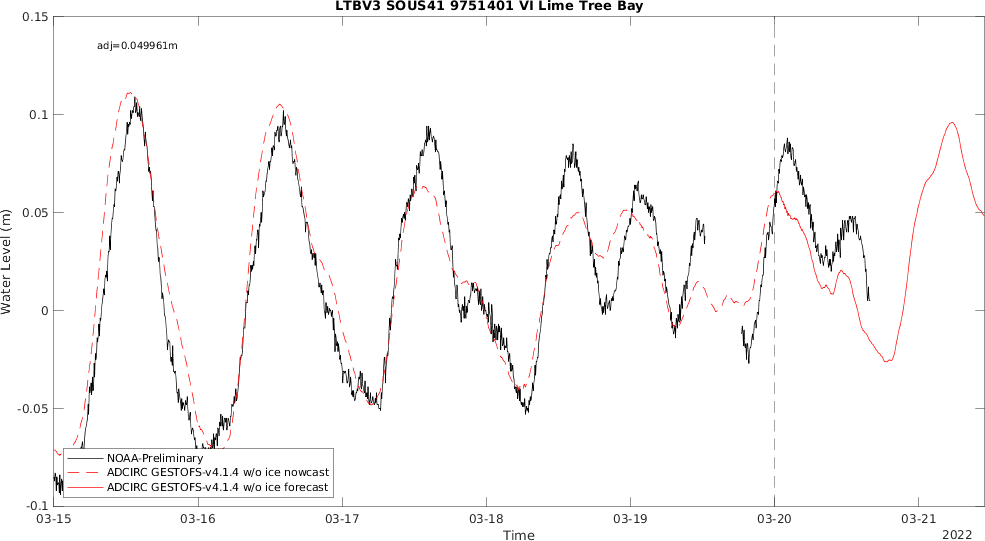 LTBV3 SOUS41 9751401 VI Lime Tree Bay
adj=0.049961m
Water Level (m)
0.15
0.1
0.05
0
-0.05
-0.1
NOAA-Preliminary
ADCIRC GESTOFS-v4.1.4 w/o ice nowcast
ADCIRC GESTOFS-v4.1.4 w/o ice forecast
03-15 03-16 03-17 03-18 03-19 03-20 03-21
Time
2022